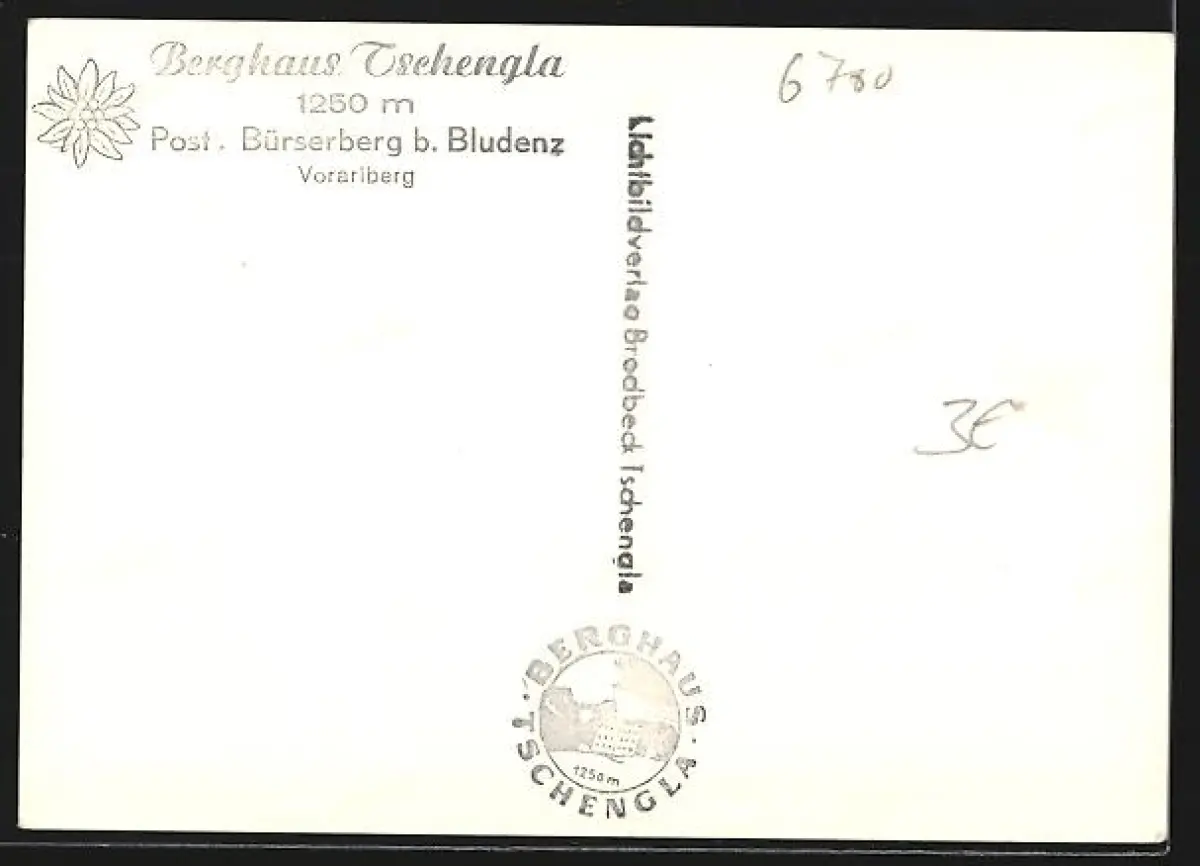 Berghaus Tschengla
1250 m
Post. Bürserberg b. Bludenz
Vorarlberg
6780
Lichtbildverlag Brodbeck Tschengla
3€
BERGHAUS
1250 m
TSCHENGLA